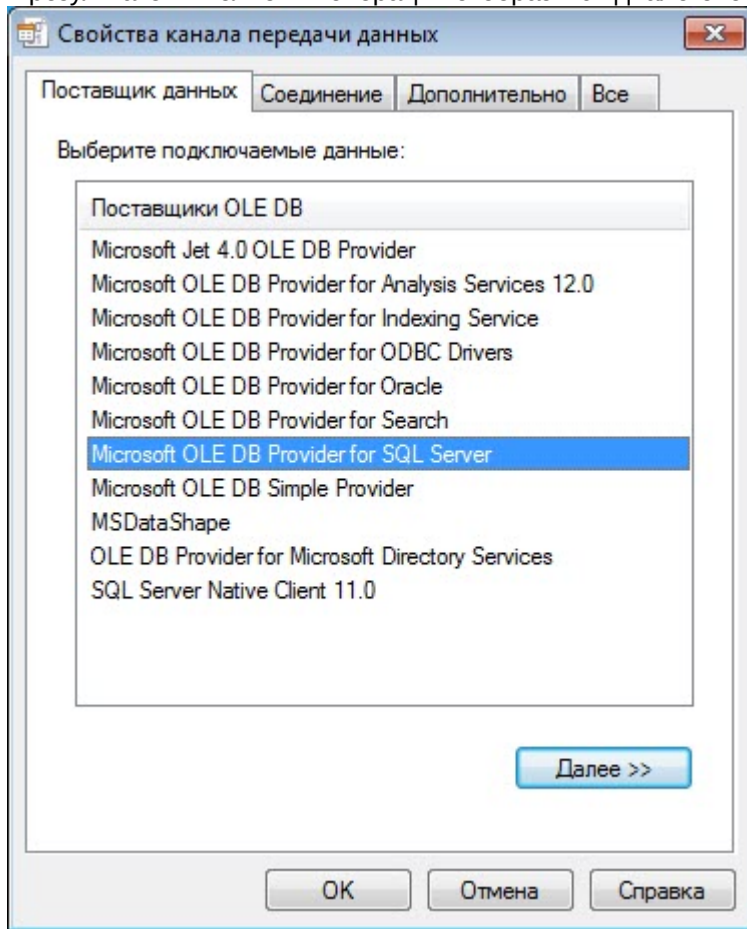 Свойства канала передачи данных
Поставщик данных Соединение Дополнительно Все
Выберите подключаемые данные:
Поставщики OLE DB
Microsoft Jet 4.0 OLE DB Provider
Microsoft OLE DB Provider for Analysis Services 12.0
Microsoft OLE DB Provider for Indexing Service
Microsoft OLE DB Provider for ODBC Drivers
Microsoft OLE DB Provider for Oracle
Microsoft OLE DB Provider for Search
Microsoft OLE DB Provider for SQL Server
Microsoft OLE DB Simple Provider
MSDataShape
OLE DB Provider for Microsoft Directory Services
SQL Server Native Client 11.0
Далее >>
ОК Отмена Справка